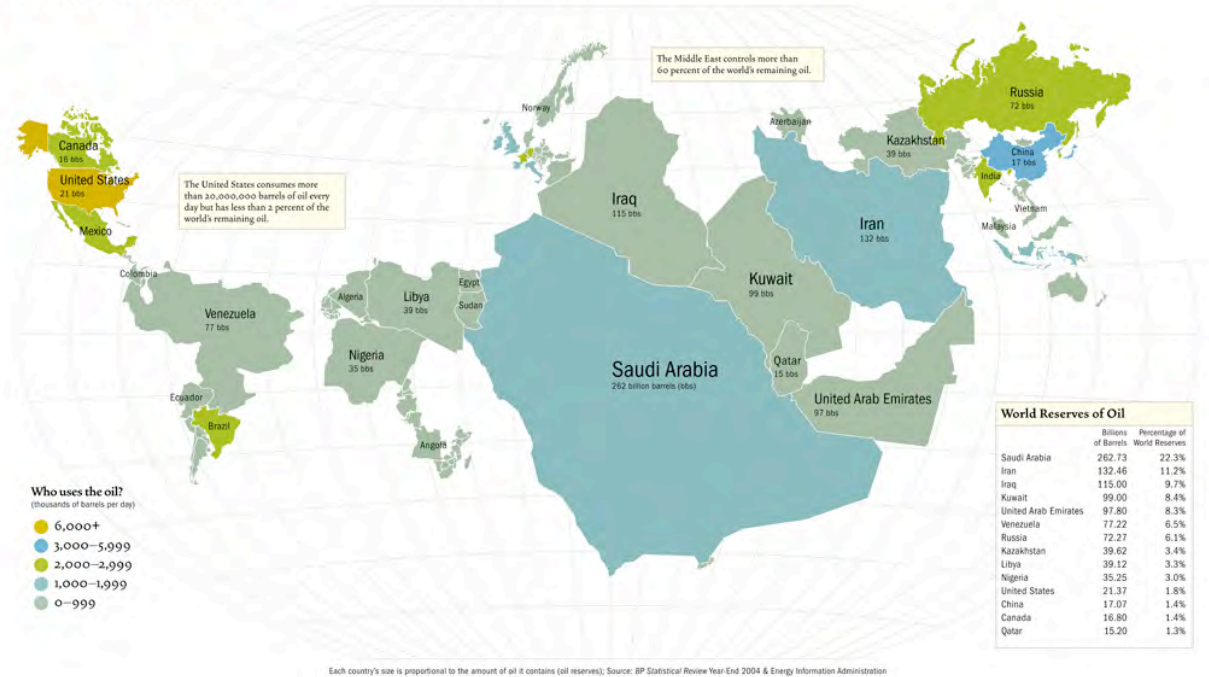 The Middle East controls more than
60 percent of the world's remaining oil.
Norway
Russia
72 bbs
Azerbaijan
Kazakhstan
39 bbs
Canada
16 bbs
China
17 bbs
United States
21 bbs
India
The United States consumes more
than 20,000,000 barrels of oil every
day but has less than 2 percent of the
world's remaining oil.
Iraq
115 bbs
Vietnam
Mexico
Iran
132 bbs
Malaysia
Colombia
Kuwait
99 bbs
Egypt
Algeria
Libya
39 bbs
Sudan
Venezuela
77 bbs
Nigeria
35 bbs
Qatar
15 bbs
Saudi Arabia
262 billion barrels (bbs)
Ecuador
United Arab Emirates
97 bbs
Brazil
Angola
World Reserves of Oil
Billions of Barrels
Percentage of World Reserves
Saudi Arabia 262.73 22.3%
Iran 132.46 11.2%
Iraq 115.00 9.7%
Kuwait 99.00 8.4%
United Arab Emirates 97.80 8.3%
Venezuela 77.22 6.5%
Russia 72.27 6.1%
Kazakhstan 39.62 3.4%
Libya 39.12 3.3%
Nigeria 35.25 3.0%
United States 21.37 1.8%
China 17.07 1.4%
Canada 16.80 1.4%
Qatar 15.20 1.3%
Who uses the oil?
(thousands of barrels per day)
6,000+
3,000–5,999
2,000–2,999
1,000–1,999
0–999
Each country's size is proportional to the amount of oil it contains (oil reserves); Source: BP Statistical Review Year-End 2004 & Energy Information Administration